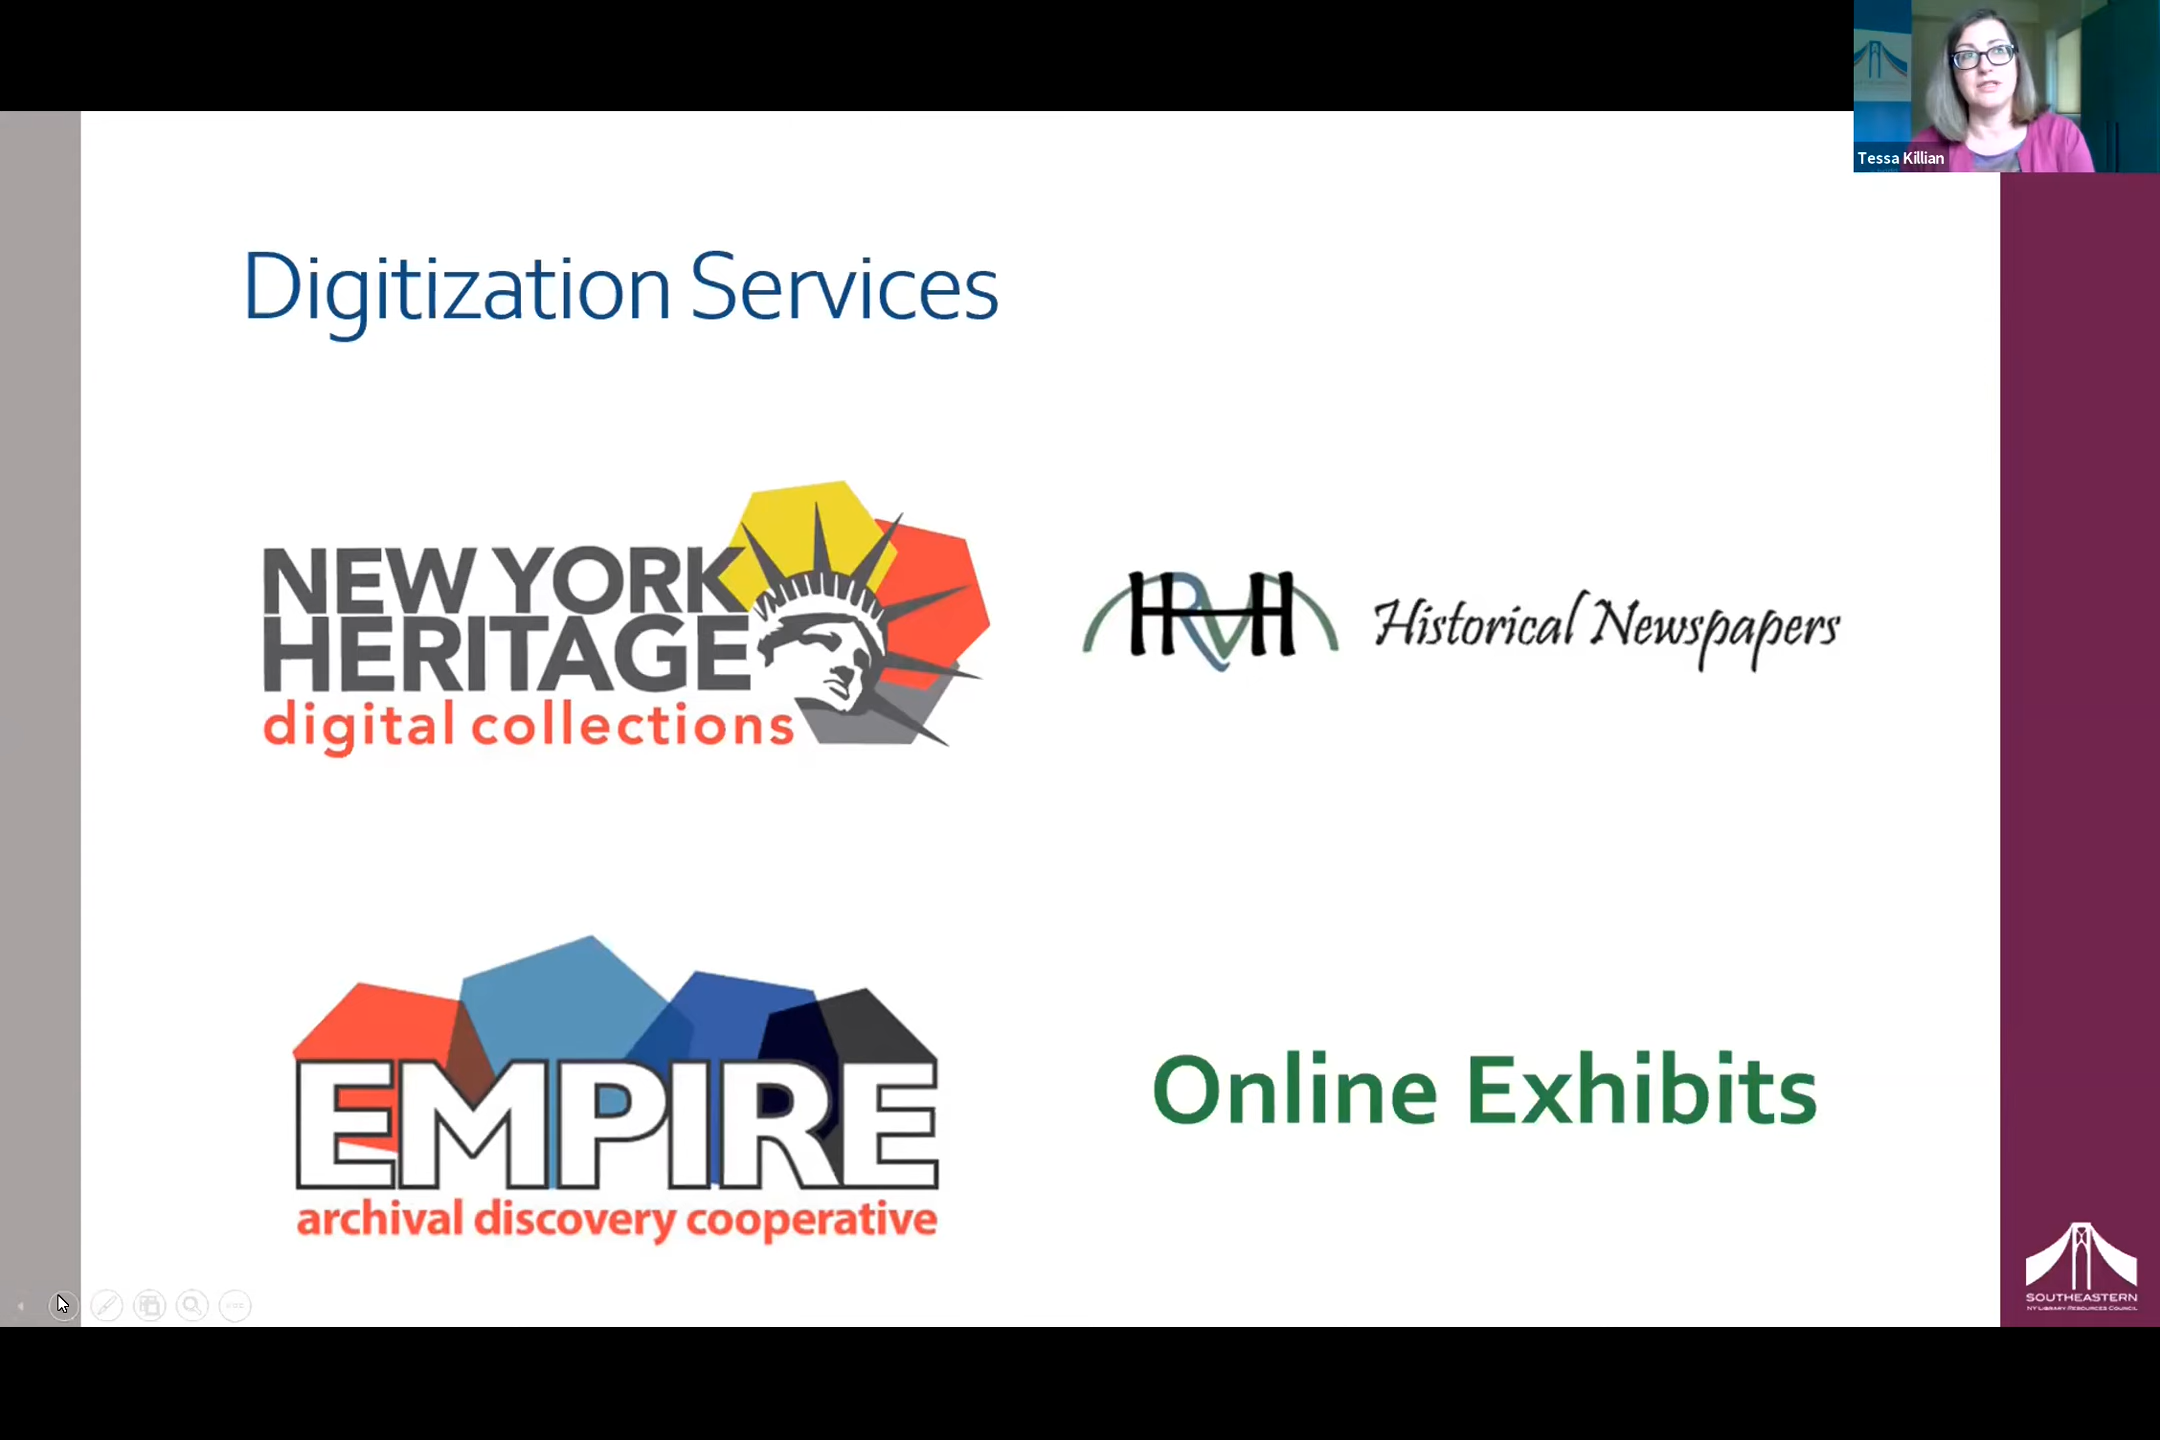 Tessa Killian
Digitization Services
NEW YORK
HERITAGE
digital collections
HRVH Historical Newspapers
EMPIRE
archival discovery cooperative
Online Exhibits
SOUTHEASTERN
NY LIBRARY RESOURCES COUNCIL